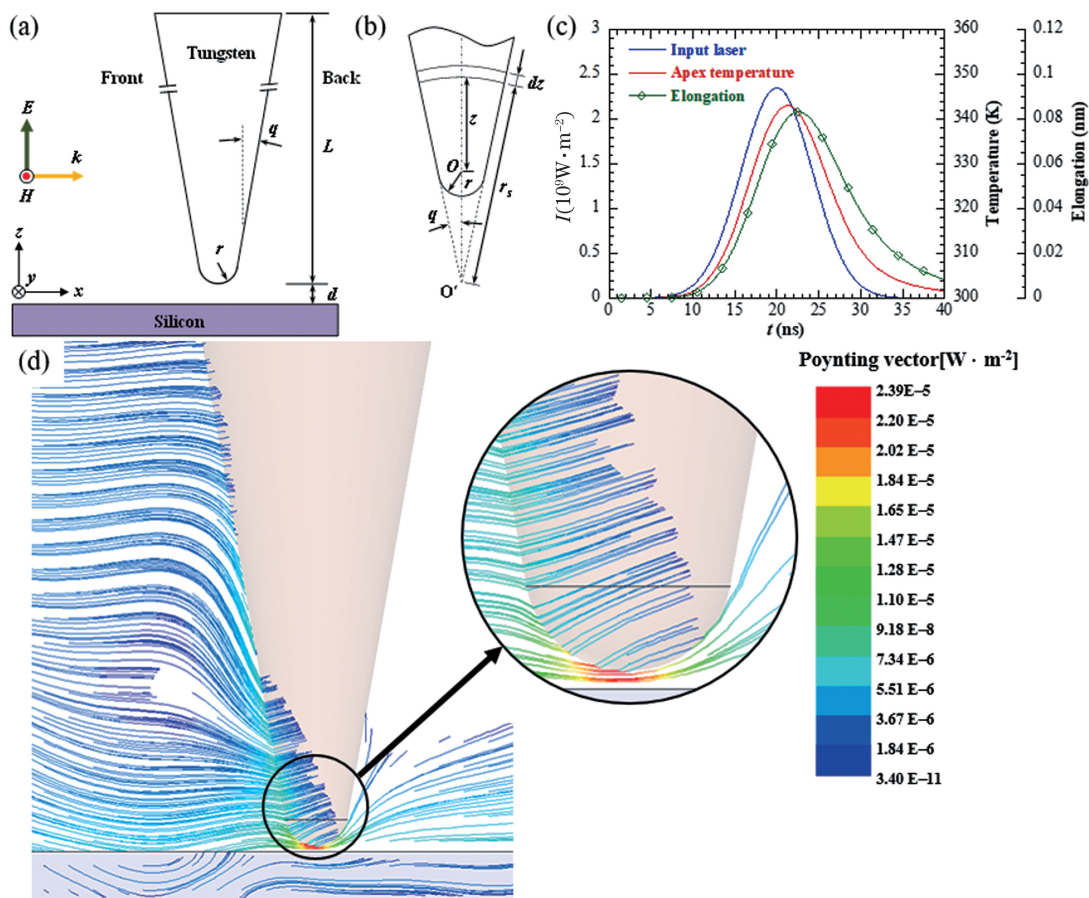 (a)
Tungsten
Front
Back
E
k
H
q
L
r
z
y
x
d
Silicon
(b)
dz
z
O
r
r_s
q
O'
(c)
Input laser
Apex temperature
Elongation
I(10⁹W · m⁻²)
3
2.5
2
1.5
1
0.5
0
0 5 10 15 20 25 30 35 40
t (ns)
360
350
340
330
320
310
300
Temperature (K)
0.12
0.1
0.08
0.06
0.04
0.02
0
Elongation (nm)
(d)
Poynting vector[W · m⁻²]
2.39E–5
2.20 E–5
2.02 E–5
1.84 E–5
1.65 E–5
1.47 E–5
1.28 E–5
1.10 E–5
9.18 E–8
7.34 E–6
5.51 E–6
3.67 E–6
1.84 E–6
3.40 E–11